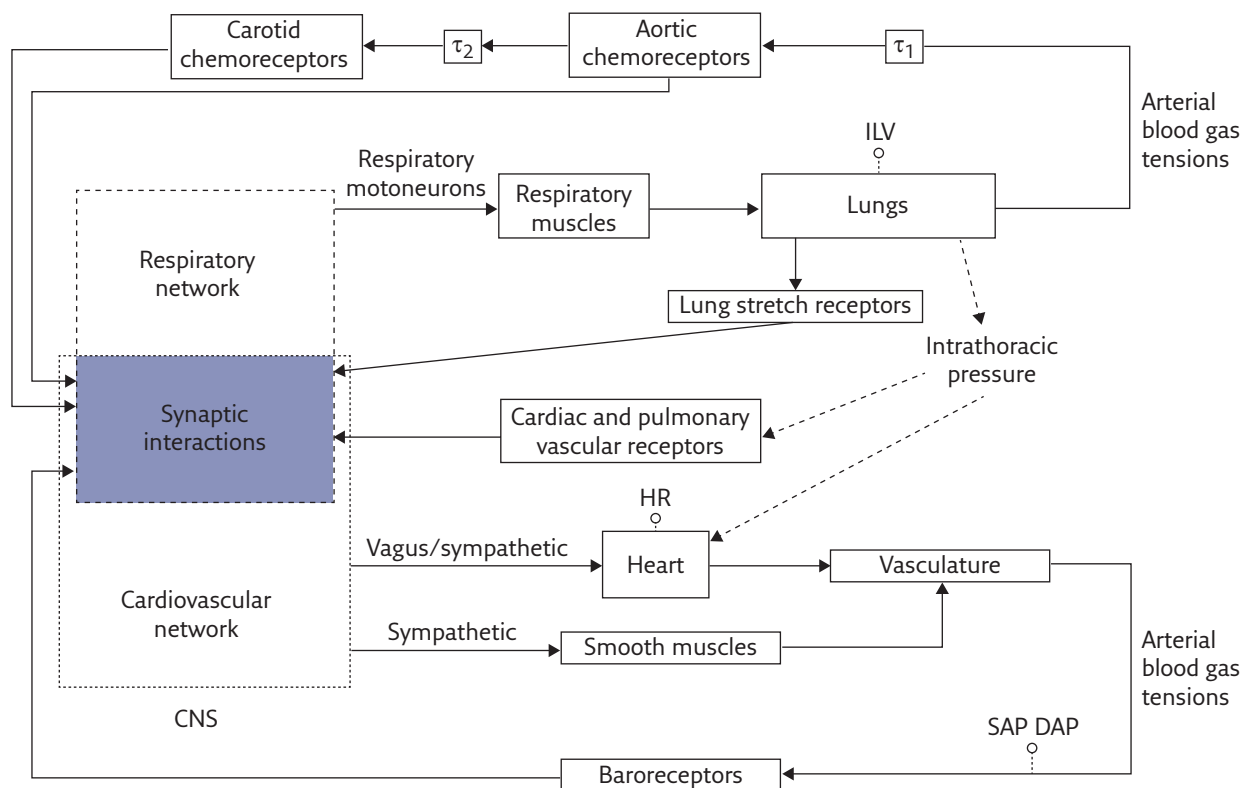 Carotid
chemoreceptors
τ2
Aortic
chemoreceptors
τ1
Arterial
blood gas
tensions
ILV
Respiratory
motoneurons
Respiratory
muscles
Lungs
Respiratory
network
Lung stretch receptors
Intrathoracic
pressure
Synaptic
interactions
Cardiac and pulmonary
vascular receptors
HR
Vagus/sympathetic
Heart
Vasculature
Cardiovascular
network
Sympathetic
Smooth muscles
Arterial
blood gas
tensions
CNS
SAP DAP
Baroreceptors